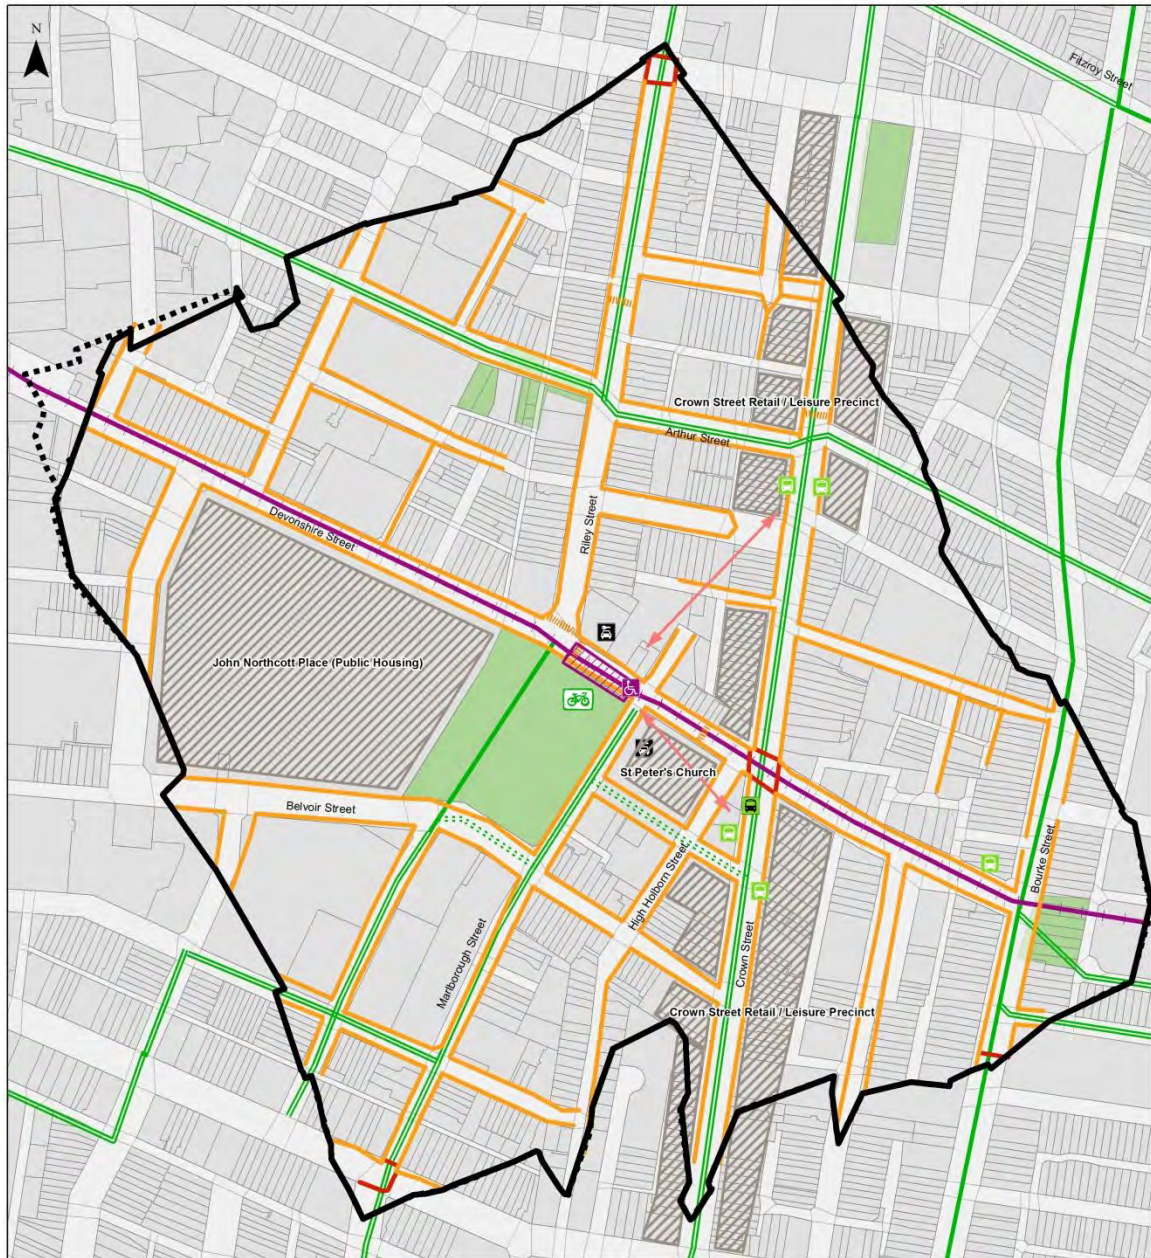 N
Fitzroy Street
Crown Street Retail / Leisure Precinct
Arthur Street
Riley Street
Devonshire Street
John Northcott Place (Public Housing)
St Peter's Church
Belvoir Street
High Holborn Street
Bourke Street
Marlborough Street
Crown Street
Crown Street Retail / Leisure Precinct